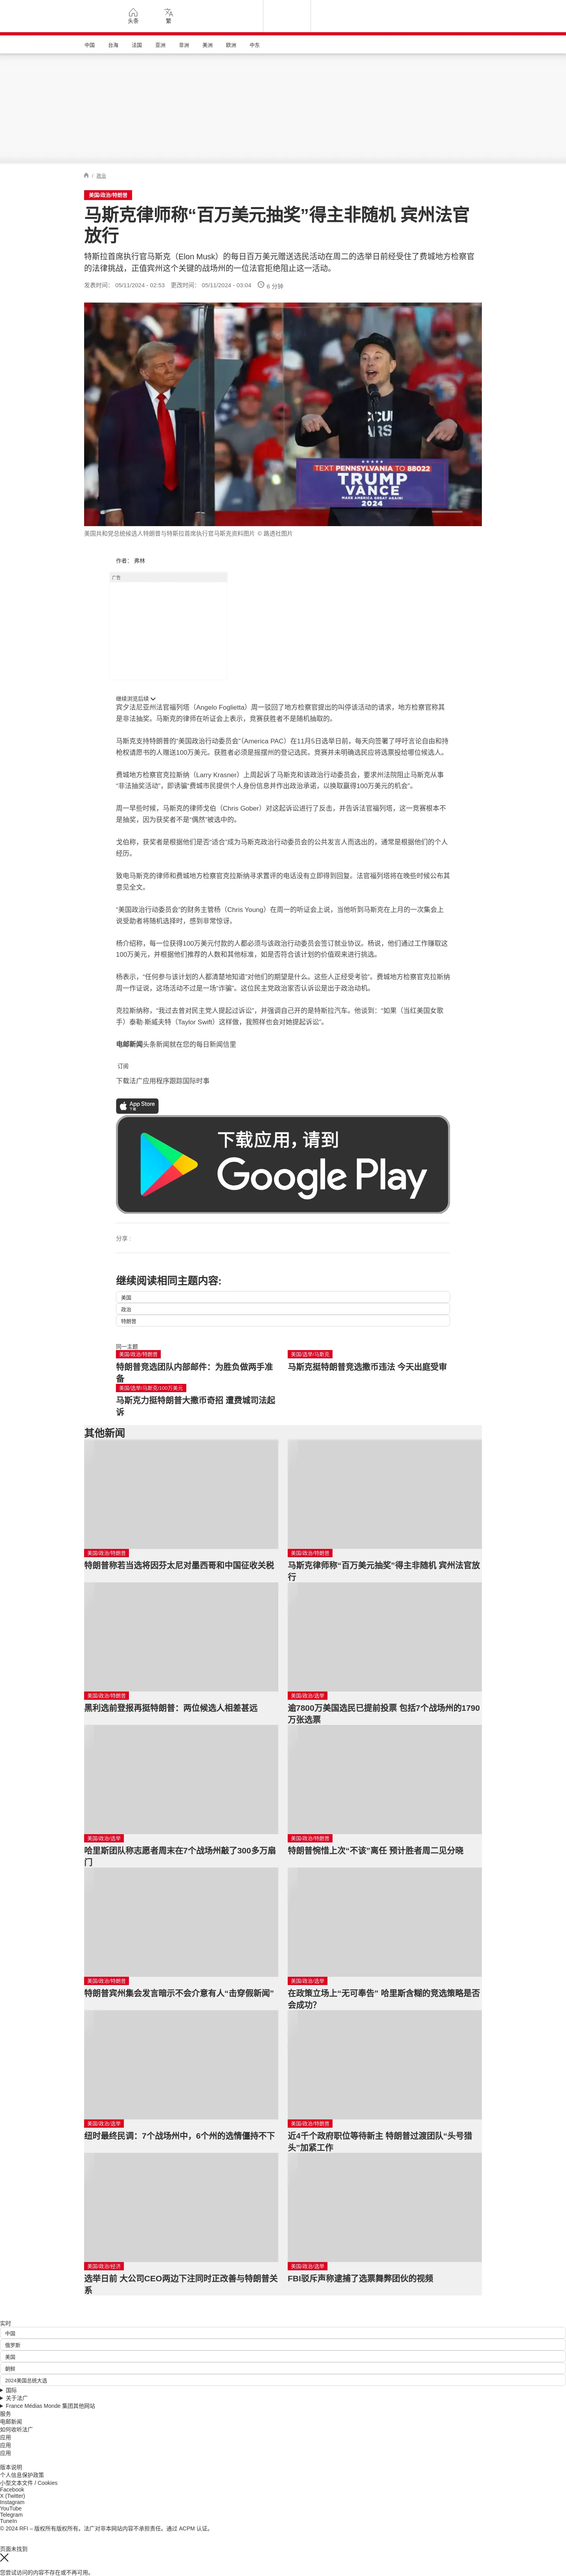 头条
繁
中国
台海
法国
亚洲
非洲
美洲
欧洲
中东
/ 政治
美国/政治/特朗普
马斯克律师称“百万美元抽奖”得主非随机 宾州法官
放行
特斯拉首席执行官马斯克（Elon Musk）的每日百万美元赠送选民活动在周二的选举日前经受住了费城地方检察官
的法律挑战，正值宾州这个关键的战场州的一位法官拒绝阻止这一活动。
发表时间： 05/11/2024 - 02:53 更改时间： 05/11/2024 - 03:04 6 分钟
TEXT PENNSYLVANIA TO 88022
TRUMP
MAKE AMERICA GREAT AGAIN!
2024
美国共和党总统候选人特朗普与特斯拉首席执行官马斯克资料图片 © 路透社图片
作者： 弗林
广告
继续浏览后续
宾夕法尼亚州法官福列塔（Angelo Foglietta）周一驳回了地方检察官提出的叫停该活动的请求，地方检察官称其
是非法抽奖。马斯克的律师在听证会上表示，竞赛获胜者不是随机抽取的。
马斯克支持特朗普的“美国政治行动委员会”（America PAC）在11月5日选举日前，每天向签署了呼吁言论自由和持
枪权请愿书的人赠送100万美元。获胜者必须是摇摆州的登记选民，竞赛并未明确选民应将选票投给哪位候选人。
费城地方检察官克拉斯纳（Larry Krasner）上周起诉了马斯克和该政治行动委员会，要求州法院阻止马斯克从事
“非法抽奖活动”，即诱骗“费城市民提供个人身份信息并作出政治承诺，以换取赢得100万美元的机会”。
周一早些时候，马斯克的律师戈伯（Chris Gober）对这起诉讼进行了反击，并告诉法官福列塔，这一竞赛根本不
是抽奖，因为获奖者不是“偶然”被选中的。
戈伯称，获奖者是根据他们是否“适合”成为马斯克政治行动委员会的公共发言人而选出的，通常是根据他们的个人
经历。
致电马斯克的律师和费城地方检察官克拉斯纳寻求置评的电话没有立即得到回复。法官福列塔将在晚些时候公布其
意见全文。
“美国政治行动委员会”的财务主管杨（Chris Young）在周一的听证会上说，当他听到马斯克在上月的一次集会上
说受助者将随机选择时，感到非常惊讶。
杨介绍称，每一位获得100万美元付款的人都必须与该政治行动委员会签订就业协议。杨说，他们通过工作赚取这
100万美元，并根据他们推荐的人数和其他标准，如是否符合该计划的价值观来进行挑选。
杨表示，“任何参与该计划的人都清楚地知道”对他们的期望是什么。这些人正经受考验”。费城地方检察官克拉斯纳
周一作证说，这场活动不过是一场“诈骗”。这位民主党政治家否认诉讼是出于政治动机。
克拉斯纳称，“我过去曾对民主党人提起过诉讼”，并强调自己开的是特斯拉汽车。他说到：“如果（当红美国女歌
手）泰勒·斯威夫特（Taylor Swift）这样做，我照样也会对她提起诉讼”。
电邮新闻头条新闻就在您的每日新闻信里
订阅
下载法广应用程序跟踪国际时事
App Store
下载
下载应用，请到
Google Play
分享 :
继续阅读相同主题内容:
美国
政治
特朗普
同一主题
美国/政治/特朗普
特朗普竞选团队内部邮件：为胜负做两手准
备
美国/选举/马斯克
马斯克挺特朗普竞选撒币违法 今天出庭受审
美国/选举/马斯克/100万美元
马斯克力挺特朗普大撒币奇招 遭费城司法起
诉
其他新闻
美国/政治/特朗普
特朗普称若当选将因芬太尼对墨西哥和中国征收关税
美国/政治/特朗普
马斯克律师称“百万美元抽奖”得主非随机 宾州法官放
行
美国/政治/特朗普
黑利选前登报再挺特朗普：两位候选人相差甚远
美国/政治/选举
逾7800万美国选民已提前投票 包括7个战场州的1790
万张选票
美国/政治/选举
哈里斯团队称志愿者周末在7个战场州敲了300多万扇
门
美国/政治/特朗普
特朗普惋惜上次“不该”离任 预计胜者周二见分晓
美国/政治/特朗普
特朗普宾州集会发言暗示不会介意有人“击穿假新闻”
美国/政治/选举
在政策立场上“无可奉告” 哈里斯含糊的竞选策略是否
会成功？
美国/政治/选举
纽时最终民调：7个战场州中，6个州的选情僵持不下
美国/政治/特朗普
近4千个政府职位等待新主 特朗普过渡团队“头号猎
头”加紧工作
美国/政治/经济
选举日前 大公司CEO两边下注同时正改善与特朗普关
系
美国/政治/选举
FBI驳斥声称逮捕了选票舞弊团伙的视频
实时
中国
俄罗斯
美国
朝鲜
2024美国总统大选
国际
关于法广
France Médias Monde 集团其他网站
服务
电邮新闻
如何收听法广
应用
应用
应用
版本说明
个人信息保护政策
小型文本文件 / Cookies
Facebook
X (Twitter)
Instagram
YouTube
Telegram
TuneIn
© 2024 RFI – 版权所有版权所有。法广对非本网站内容不承担责任。通过 ACPM 认证。
页面未找到
您尝试访问的内容不存在或不再可用。